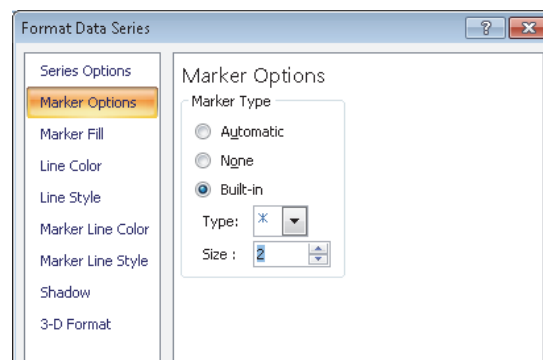 Format Data Series
Series Options
Marker Options
Marker Fill
Line Color
Line Style
Marker Line Color
Marker Line Style
Shadow
3-D Format
Marker Options
Marker Type
Automatic
None
Built-in
Type:
Size :
2